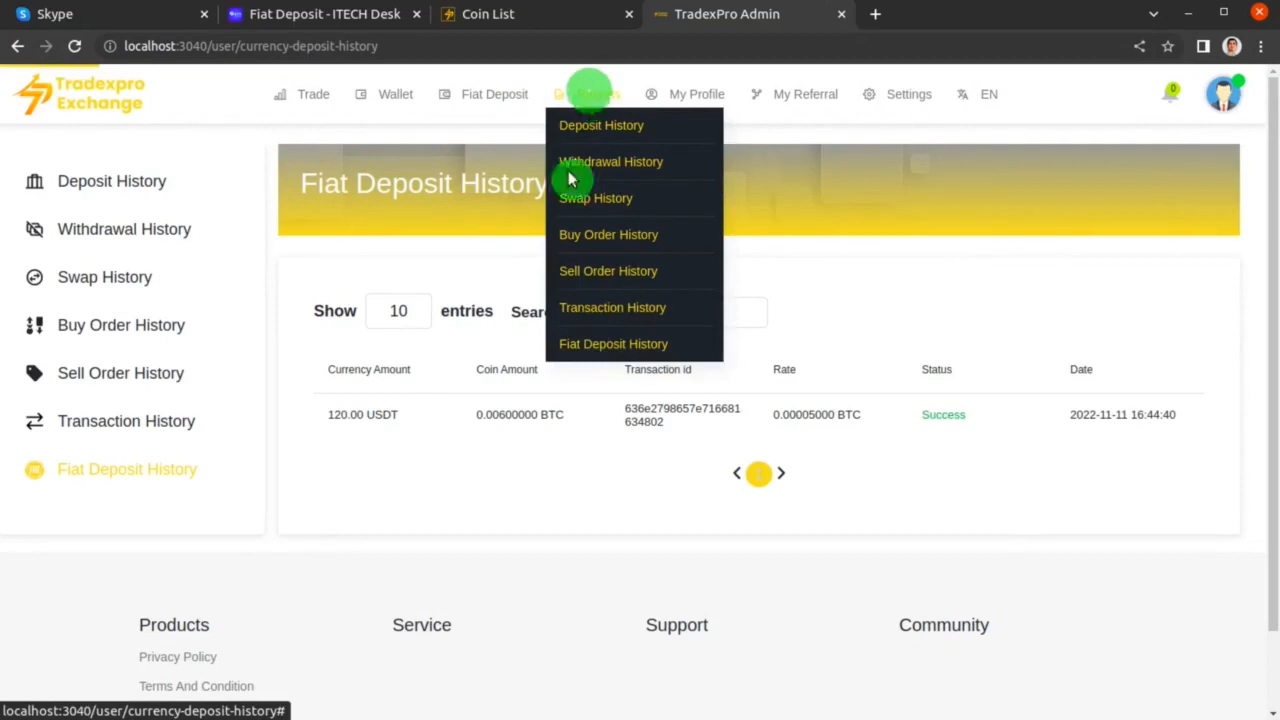 Skype
Fiat Deposit - ITECH Desk
Coin List
TradexPro Admin
localhost:3040/user/currency-deposit-history
Tradexpro
Exchange
Trade
Wallet
Fiat Deposit
Reports
My Profile
My Referral
Settings
EN
0
Deposit History
Withdrawal History
Swap History
Buy Order History
Sell Order History
Transaction History
Fiat Deposit History
Deposit History
Withdrawal History
Swap History
Buy Order History
Sell Order History
Transaction History
Fiat Deposit History
Fiat Deposit History
Show 10 entries
Currency Amount Coin Amount Transaction id Rate Status Date
120.00 USDT 0.00600000 BTC 636e2798657e716681 0.00005000 BTC Success 2022-11-11 16:44:40
634802
Products Service Support Community
Privacy Policy
Terms And Condition
localhost:3040/user/currency-deposit-history#